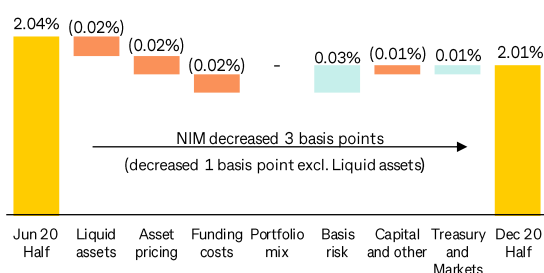 2.04%
(0.02%)
(0.02%)
(0.02%)
-
0.03%
(0.01%)
0.01%
2.01%
NIM decreased 3 basis points
(decreased 1 basis point excl. Liquid assets)
Jun 20
Half
Liquid
assets
Asset
pricing
Funding
costs
Portfolio
mix
Basis
risk
Capital
and other
Treasury
and
Markets
Dec 20
Half